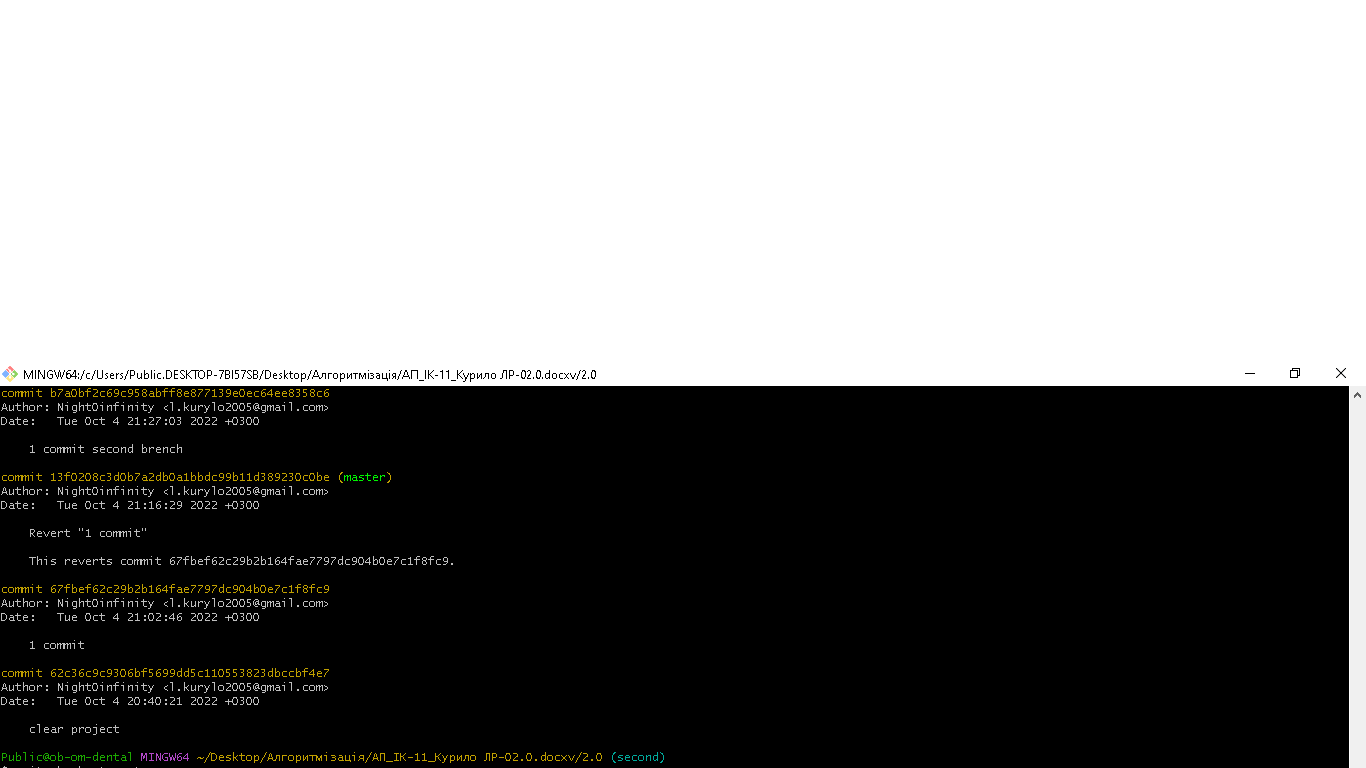 MINGW64:/c/Users/Public.DESKTOP-7BI57SB/Desktop/Алгоритмізація/АП_ІК-11_Курило ЛР-02.0.docxv/2.0
commit b7a0bf2c69c958abff8e877139e0ec64ee8358c6
Author: Night0infinity <l.kurylo2005@gmail.com>
Date:   Tue Oct 4 21:27:03 2022 +0300
1 commit second brench
commit 13f0208c3d0b7a2db0a1bbdc99b11d389230c0be (master)
Author: Night0infinity <l.kurylo2005@gmail.com>
Date:   Tue Oct 4 21:16:29 2022 +0300
Revert "1 commit"
This reverts commit 67fbef62c29b2b164fae7797dc904b0e7c1f8fc9.
commit 67fbef62c29b2b164fae7797dc904b0e7c1f8fc9
Author: Night0infinity <l.kurylo2005@gmail.com>
Date:   Tue Oct 4 21:02:46 2022 +0300
1 commit
commit 62c36c9c9306bf5699dd5c110553823dbccbf4e7
Author: Night0infinity <l.kurylo2005@gmail.com>
Date:   Tue Oct 4 20:40:21 2022 +0300
clear project
Public@ob-om-dental MINGW64 ~/Desktop/Алгоритмізація/АП_ІК-11_Курило ЛР-02.0.docxv/2.0 (second)